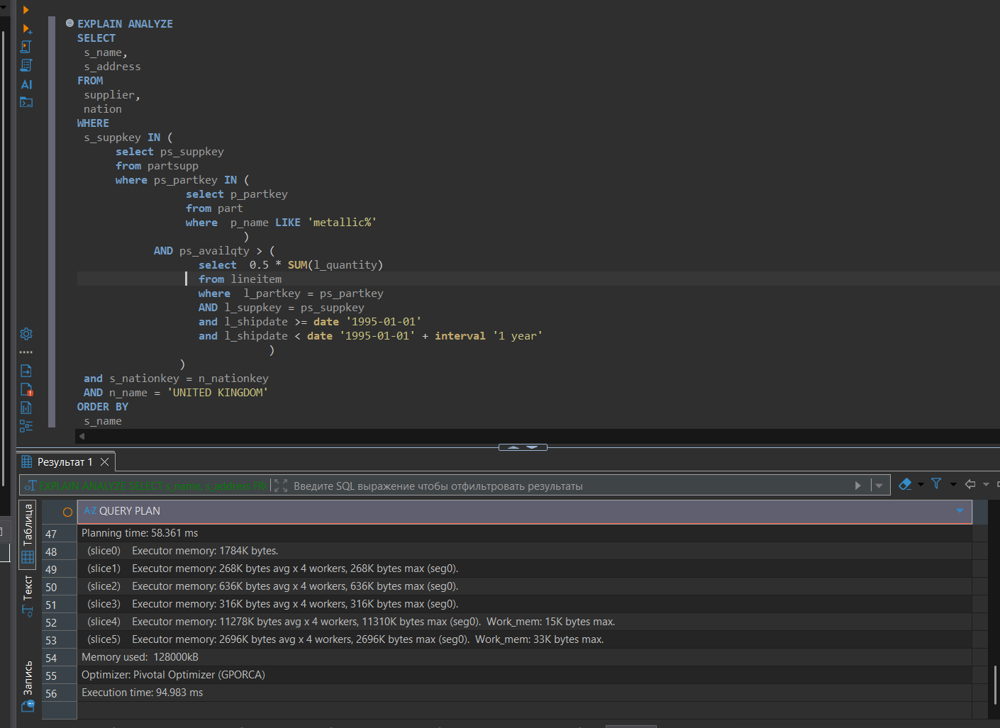 EXPLAIN ANALYZE
SELECT
s_name,
s_address
FROM
supplier,
nation
WHERE
s_suppkey IN (
select ps_suppkey
from partsupp
where ps_partkey IN (
select p_partkey
from part
where  p_name LIKE 'metallic%'
)
AND ps_availqty > (
select  0.5 * SUM(l_quantity)
from lineitem
where  l_partkey = ps_partkey
AND l_suppkey = ps_suppkey
and l_shipdate >= date '1995-01-01'
and l_shipdate < date '1995-01-01' + interval '1 year'
)
)
and s_nationkey = n_nationkey
AND n_name = 'UNITED KINGDOM'
ORDER BY
s_name
AI
Результат 1
EXPLAIN ANALYZE SELECT s_name, s_address FR
Введите SQL выражение чтобы отфильтровать результаты
Таблица
Текст
Запись
A-Z QUERY PLAN
47 Planning time: 58.361 ms
48 (slice0) Executor memory: 1784K bytes.
49 (slice1) Executor memory: 268K bytes avg x 4 workers, 268K bytes max (seg0).
50 (slice2) Executor memory: 636K bytes avg x 4 workers, 636K bytes max (seg0).
51 (slice3) Executor memory: 316K bytes avg x 4 workers, 316K bytes max (seg0).
52 (slice4) Executor memory: 11278K bytes avg x 4 workers, 11310K bytes max (seg0). Work_mem: 15K bytes max.
53 (slice5) Executor memory: 2696K bytes avg x 4 workers, 2696K bytes max (seg0). Work_mem: 33K bytes max.
54 Memory used: 128000kB
55 Optimizer: Pivotal Optimizer (GPORCA)
56 Execution time: 94.983 ms